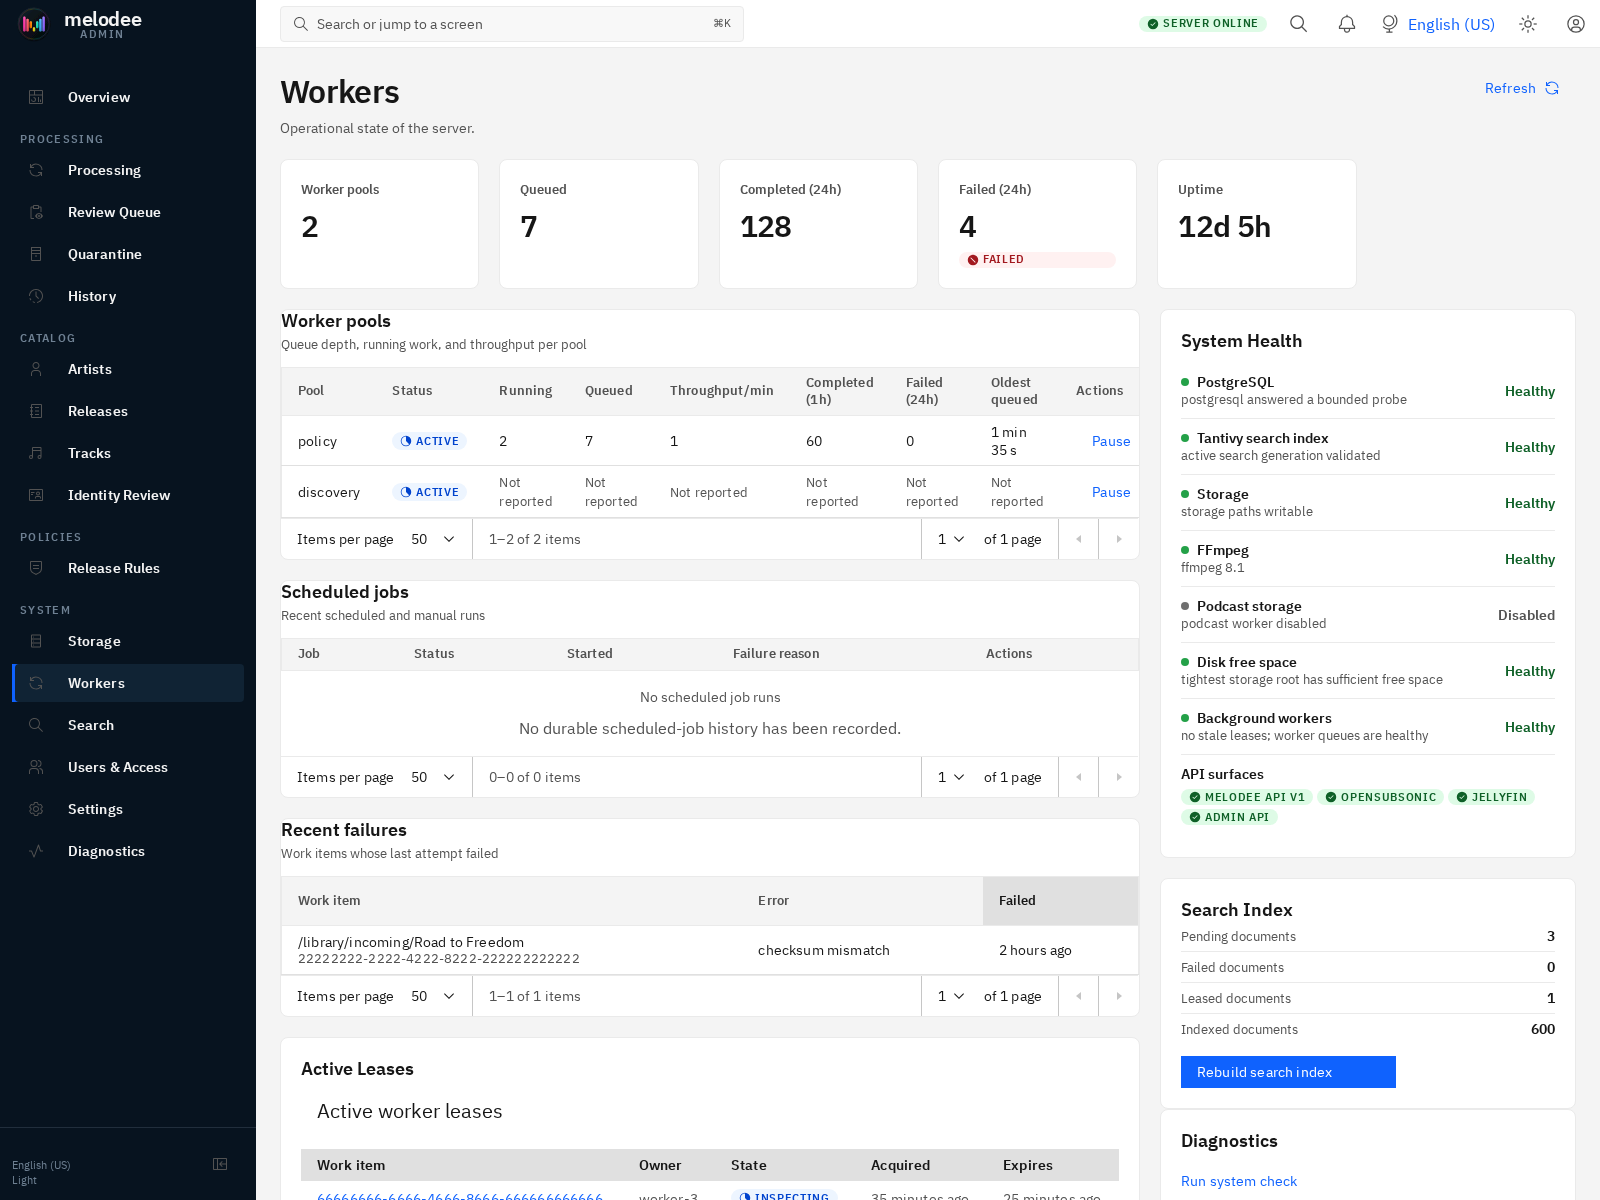 melodee
ADMIN
Search or jump to a screen
⌘K
SERVER ONLINE
English (US)
Overview
PROCESSING
Processing
Review Queue
Quarantine
History
CATALOG
Artists
Releases
Tracks
Identity Review
POLICIES
Release Rules
SYSTEM
Storage
Workers
Search
Users & Access
Settings
Diagnostics
English (US)
Light
Workers
Refresh
Operational state of the server.
Worker pools
2
Queued
7
Completed (24h)
128
Failed (24h)
4
FAILED
Uptime
12d 5h
Worker pools
Queue depth, running work, and throughput per pool
Pool Status Running Queued Throughput/min Completed (1h) Failed (24h) Oldest queued Actions
policy ACTIVE 2 7 1 60 0 1 min 35 s Pause
discovery ACTIVE Not reported Not reported Not reported Not reported Not reported Not reported Pause
Items per page 50 1–2 of 2 items 1 of 1 page
Scheduled jobs
Recent scheduled and manual runs
Job Status Started Failure reason Actions
No scheduled job runs
No durable scheduled-job history has been recorded.
Items per page 50 0–0 of 0 items 1 of 1 page
Recent failures
Work items whose last attempt failed
Work item Error Failed
/library/incoming/Road to Freedom
22222222-2222-4222-8222-222222222222
checksum mismatch
2 hours ago
Items per page 50 1–1 of 1 items 1 of 1 page
Active Leases
Active worker leases
Work item Owner State Acquired Expires
66666666-6666-4666-8666-666666666666 worker-3 INSPECTING 35 minutes ago 25 minutes ago
System Health
PostgreSQL
postgresql answered a bounded probe
Healthy
Tantivy search index
active search generation validated
Healthy
Storage
storage paths writable
Healthy
FFmpeg
ffmpeg 8.1
Healthy
Podcast storage
podcast worker disabled
Disabled
Disk free space
tightest storage root has sufficient free space
Healthy
Background workers
no stale leases; worker queues are healthy
Healthy
API surfaces
MELODEE API V1 OPENSUBSONIC JELLYFIN
ADMIN API
Search Index
Pending documents 3
Failed documents 0
Leased documents 1
Indexed documents 600
Rebuild search index
Diagnostics
Run system check